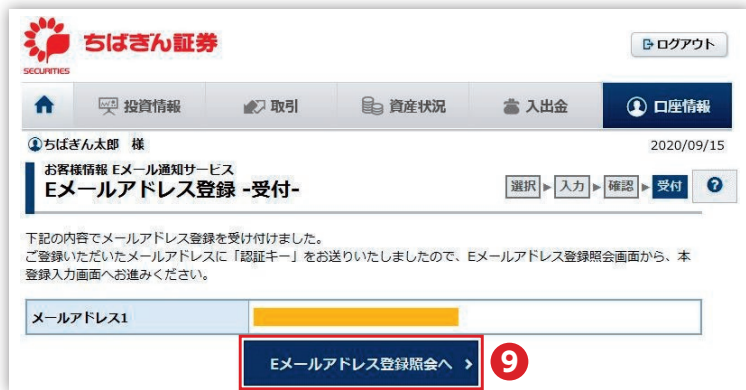 ちばぎん証券
SECURITIES
ログアウト
投資情報
取引
資産状況
入出金
口座情報
ちばぎん太郎 様
2020/09/15
お客様情報 Eメール通知サービス
Eメールアドレス登録 -受付-
選択 ▶ 入力 ▶ 確認 ▶ 受付
?
下記の内容でメールアドレス登録を受け付けました。
ご登録いただいたメールアドレスに「認証キー」をお送りいたしましたので、Eメールアドレス登録照会画面から、本
登録入力画面へお進みください。
メールアドレス1
Eメールアドレス登録照会へ >
9